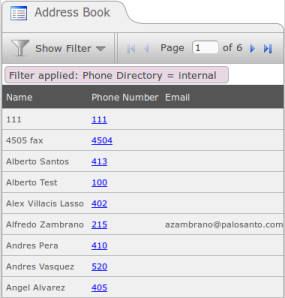 Address Book
Show Filter Page 1 of 6
Filter applied: Phone Directory = internal
Name Phone Number Email
111 111
4505 fax 4504
Alberto Santos 413
Alberto Test 100
Alex Villacis Lasso 402
Alfredo Zambrano 215 azambrano@palosanto.com
Andres Pera 410
Andres Vasquez 520
Angel Alvarez 405